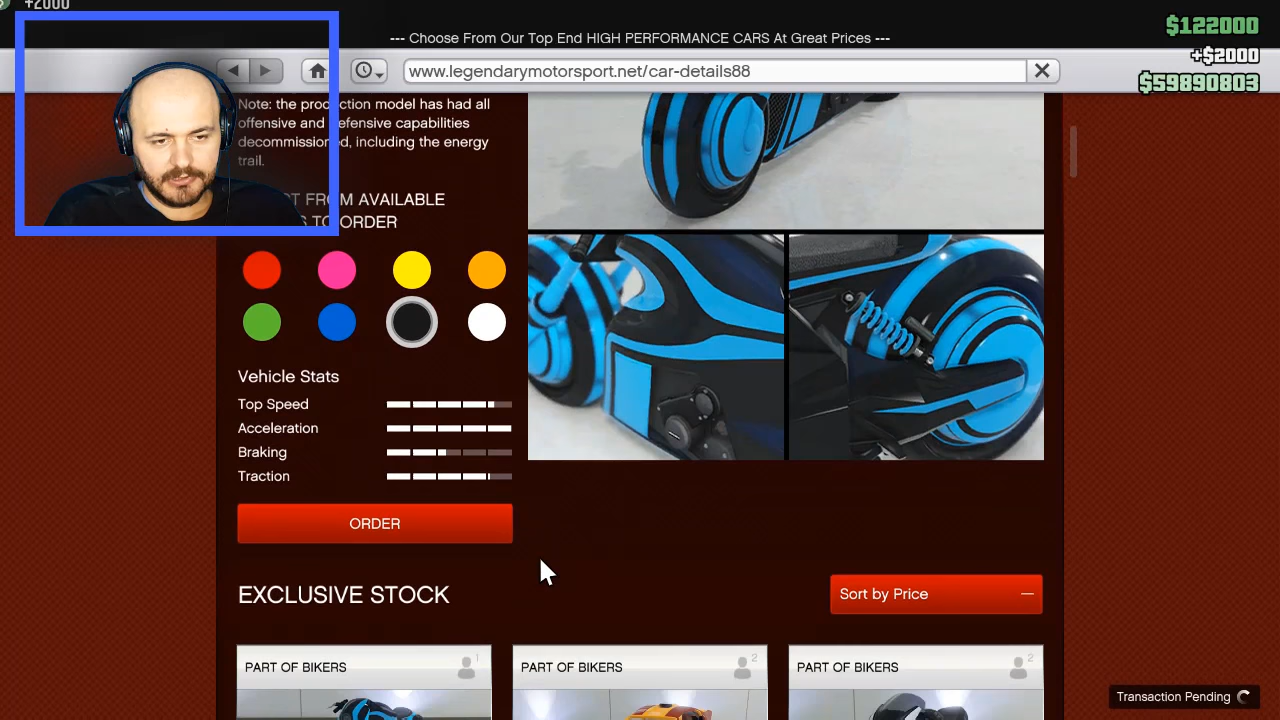 +2000
--- Choose From Our Top End HIGH PERFORMANCE CARS At Great Prices ---
$122000
+$2000
$59890803
www.legendarymotorsport.net/car-details88
Note: the production model has had all
offensive and defensive capabilities
decommissioned, including the energy
trail.
FROM AVAILABLE
TO ORDER
Vehicle Stats
Top Speed
Acceleration
Braking
Traction
ORDER
EXCLUSIVE STOCK
Sort by Price
PART OF BIKERS
1
PART OF BIKERS
2
PART OF BIKERS
2
Transaction Pending